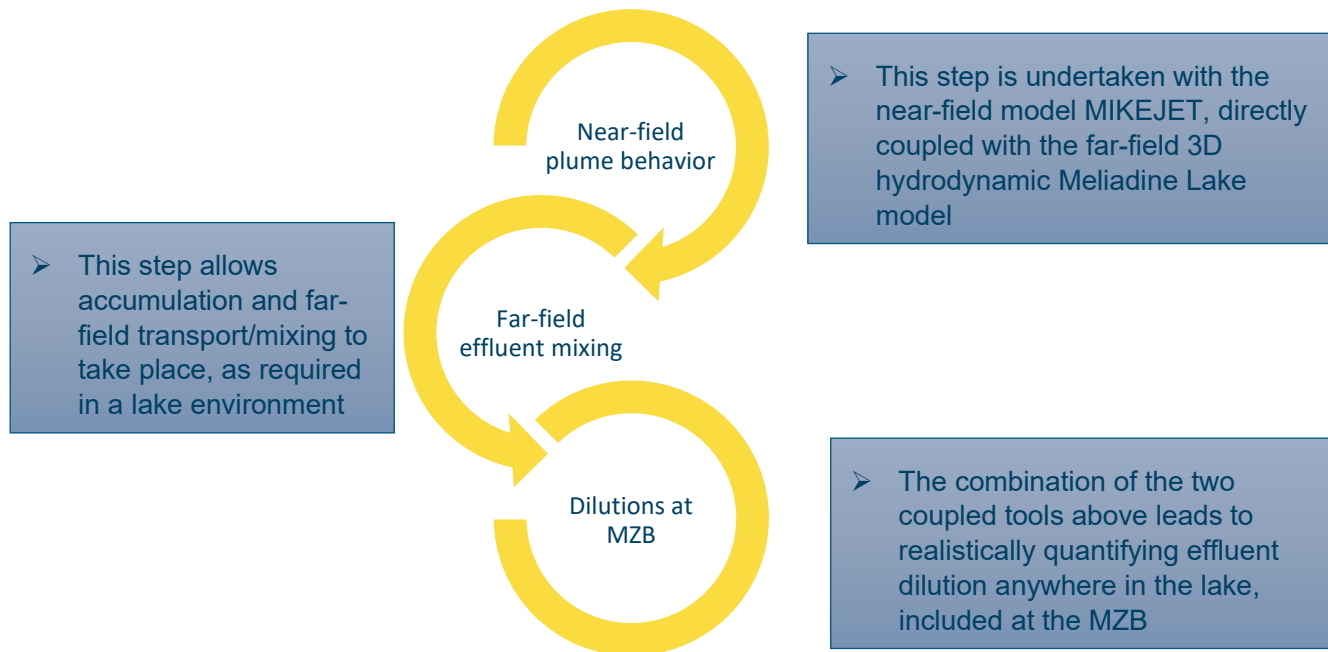 Near-field
plume behavior
➢ This step is undertaken with the
near-field model MIKEJET, directly
coupled with the far-field 3D
hydrodynamic Meliadine Lake
model
➢ This step allows
accumulation and far-
field transport/mixing to
take place, as required
in a lake environment
Far-field
effluent mixing
Dilutions at
MZB
➢ The combination of the two
coupled tools above leads to
realistically quantifying effluent
dilution anywhere in the lake,
included at the MZB